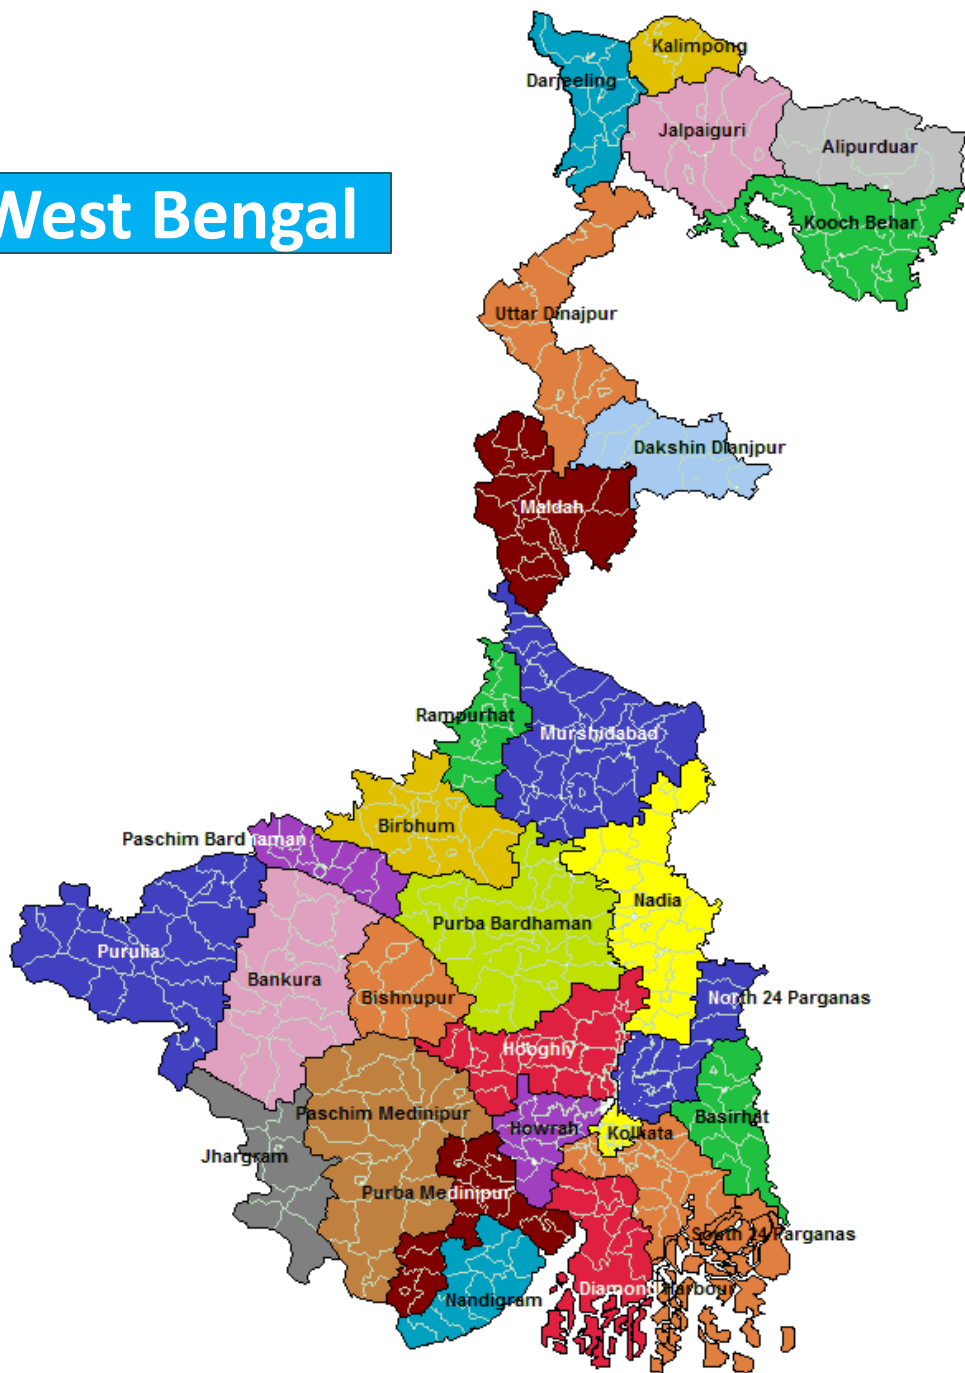 Kalimpong
Darjeeling
Jalpaiguri
Alipurduar
West Bengal
Kooch Behar
Uttar Dinajpur
Dakshin Dianjpur
Maldah
Rampurhat
Murshidabad
Birbhum
Paschim Bardhaman
Nadia
Purba Bardhaman
Purulia
Bankura
Bishnupur
North 24 Parganas
Hooghly
Paschim Medinipur
Basirhat
Howrah
Kolkata
Jhargram
Purba Medinipur
South 24 Parganas
Diamond Harbour
Nandigram